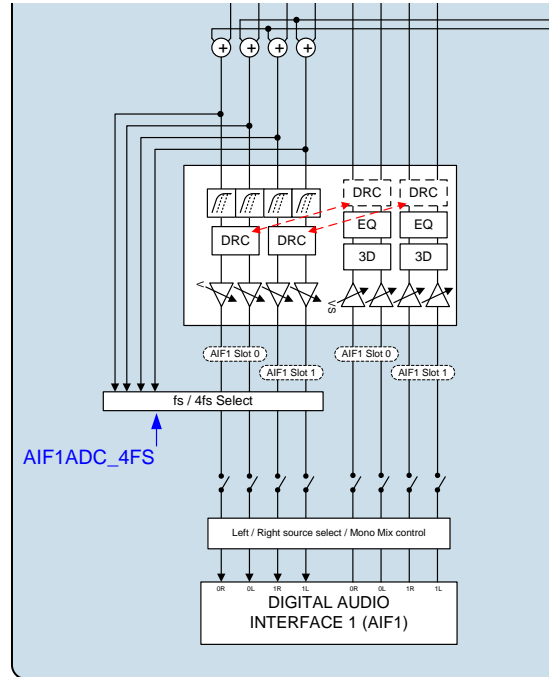 + + + +
DRC DRC
DRC DRC
EQ EQ
3D 3D
V
VS
AIF1 Slot 0 AIF1 Slot 0
AIF1 Slot 1 AIF1 Slot 1
fs / 4fs Select
AIF1ADC_4FS
Left / Right source select / Mono Mix control
0R 0L 1R 1L 0R 0L 1R 1L
DIGITAL AUDIO
INTERFACE 1 (AIF1)